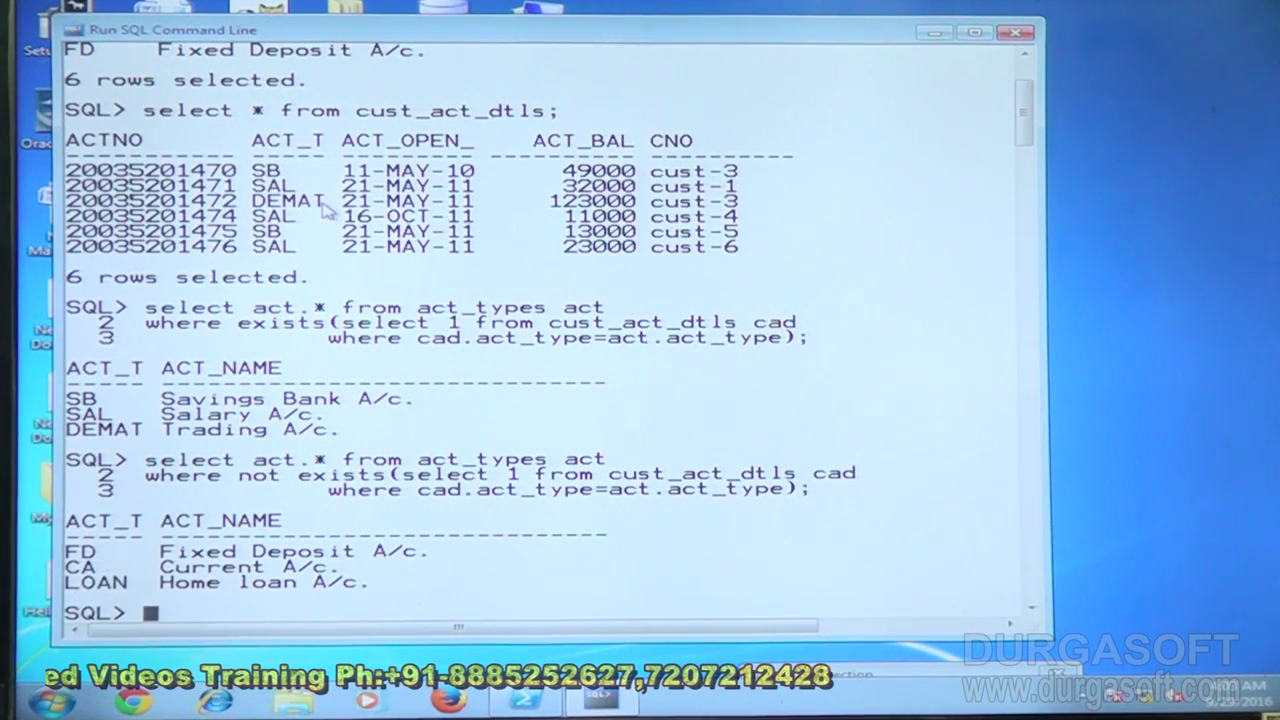 Run SQL Command Line
FD Fixed Deposit A/c.
6 rows selected.
SQL> select * from cust_act_dtls;
ACTNO ACT_T ACT_OPEN_ ACT_BAL CNO
20035201470 SB 11-MAY-10 49000 cust-3
20035201471 SAL 21-MAY-11 32000 cust-1
20035201472 DEMAT 21-MAY-11 123000 cust-3
20035201474 SAL 16-OCT-11 11000 cust-4
20035201475 SB 21-MAY-11 13000 cust-5
20035201476 SAL 21-MAY-11 23000 cust-6
6 rows selected.
SQL> select act.* from act_types act
2 where exists(select 1 from cust_act_dtls cad
3 where cad.act_type=act.act_type);
ACT_T ACT_NAME
SB Savings Bank A/c.
SAL Salary A/c.
DEMAT Trading A/c.
SQL> select act.* from act_types act
2 where not exists(select 1 from cust_act_dtls cad
3 where cad.act_type=act.act_type);
ACT_T ACT_NAME
FD Fixed Deposit A/c.
CA Current A/c.
LOAN Home loan A/c.
SQL>
DURGASOFT
www.durgasoft.com
ed Videos Training Ph:+91-8885252627,7207212428